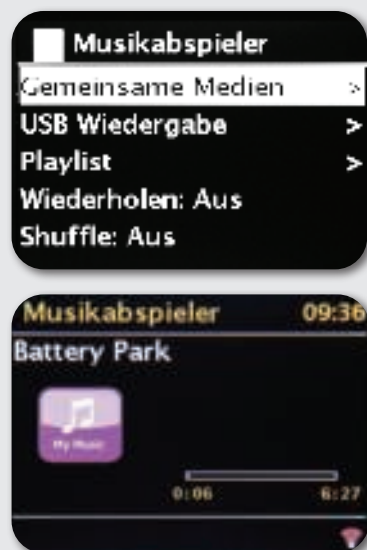 Musikabspieler
Gemeinsame Medien >
USB Wiedergabe >
Playlist >
Wiederholen: Aus
Shuffle: Aus
Musikabspieler 09:36
Battery Park
My Music
0:06 6:27